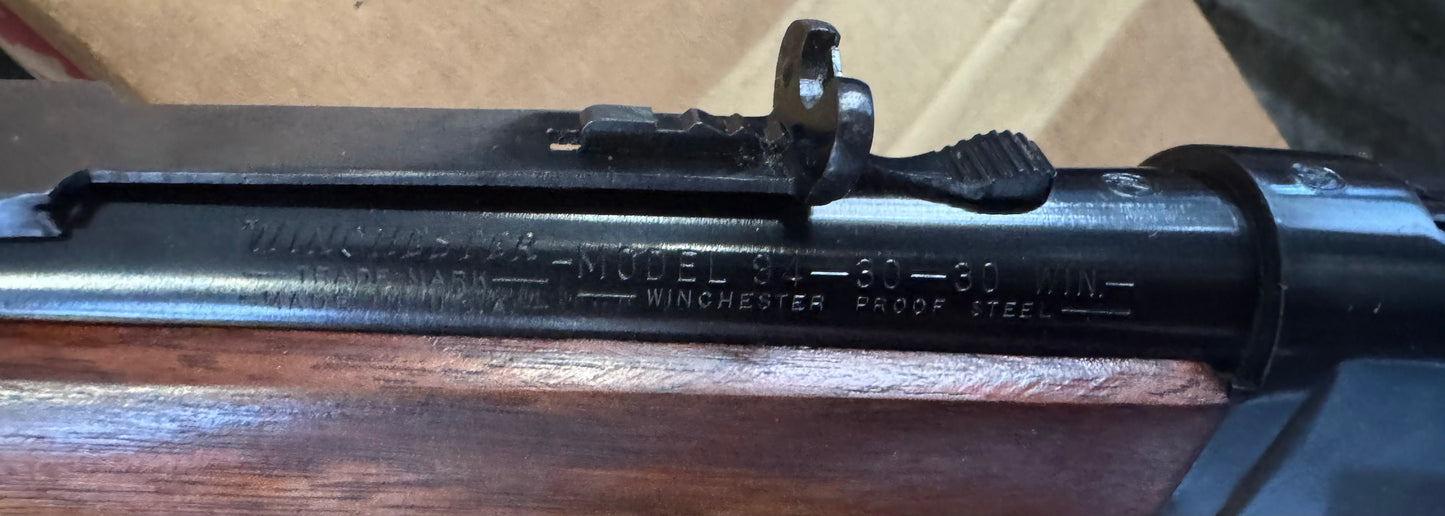 WINCHESTER
—TRADE MARK—
-MODEL 94—30—30 WIN.-
—WINCHESTER PROOF STEEL—